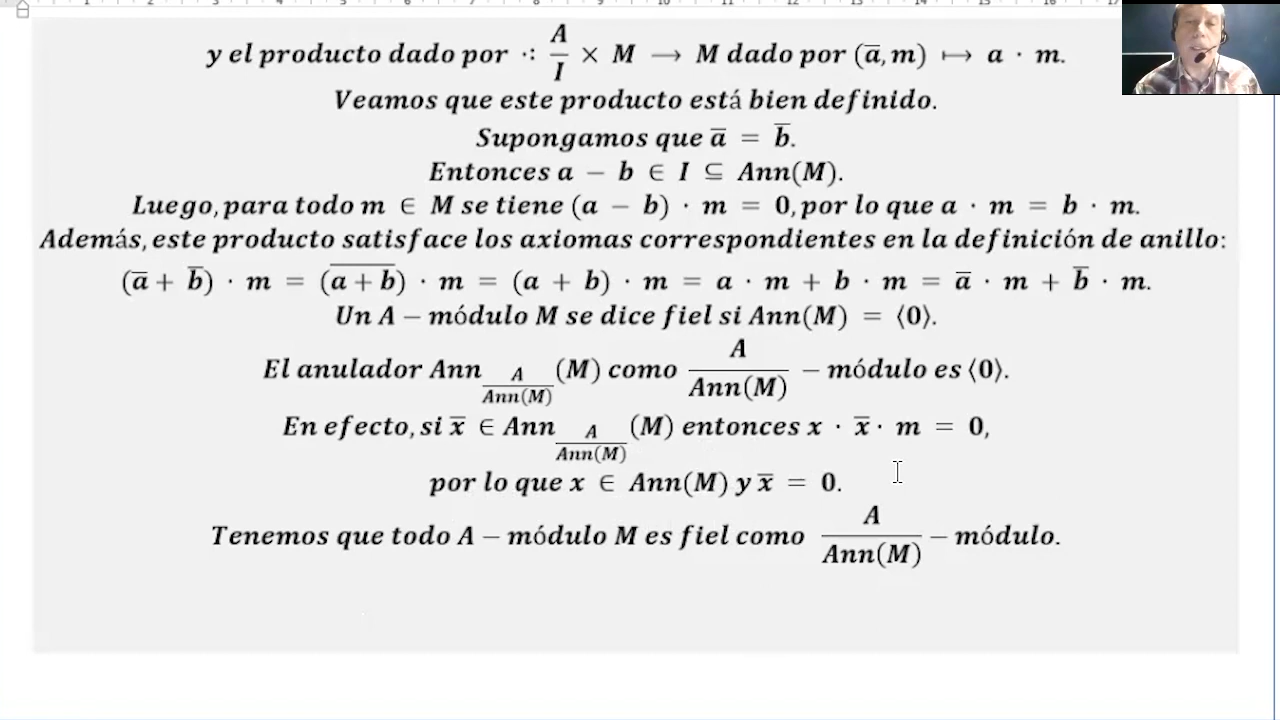 y el producto dado por ·: A/I × M ⟶ M dado por (a̅, m) ⟼ a · m.
Veamos que este producto está bien definido.
Supongamos que a̅ = b̅.
Entonces a − b ∈ I ⊆ Ann(M).
Luego, para todo m ∈ M se tiene (a − b) · m = 0, por lo que a · m = b · m.
Además, este producto satisface los axiomas correspondientes en la definición de anillo:
(a̅ + b̅) · m = (a̅ ̅+̅ ̅b̅) · m = (a + b) · m = a · m + b · m = a̅ · m + b̅ · m.
Un A − módulo M se dice fiel si Ann(M) = ⟨0⟩.
El anulador Ann_{A/Ann(M)}(M) como A/Ann(M) − módulo es ⟨0⟩.
En efecto, si x̅ ∈ Ann_{A/Ann(M)}(M) entonces x · x̅ · m = 0,
por lo que x ∈ Ann(M) y x̅ = 0.
Tenemos que todo A − módulo M es fiel como A/Ann(M) − módulo.